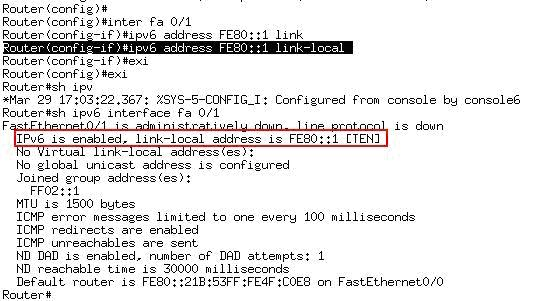 Router(config)#
Router(config)#inter fa 0/1
Router(config-if)#ipv6 address FE80::1 link
Router(config-if)#ipv6 address FE80::1 link-local
Router(config-if)#exi
Router(config)#exi
Router#sh ipv
*Mar 29 17:03:22.367: %SYS-5-CONFIG_I: Configured from console by console6
Router#sh ipv6 interface fa 0/1
FastEthernet0/1 is administratively down, line protocol is down
IPv6 is enabled, link-local address is FE80::1 [TEN]
No Virtual link-local address(es):
No global unicast address is configured
Joined group address(es):
FF02::1
MTU is 1500 bytes
ICMP error messages limited to one every 100 milliseconds
ICMP redirects are enabled
ICMP unreachables are sent
ND DAD is enabled, number of DAD attempts: 1
ND reachable time is 30000 milliseconds
Default router is FE80::21B:53FF:FE4F:C0E8 on FastEthernet0/0
Router#